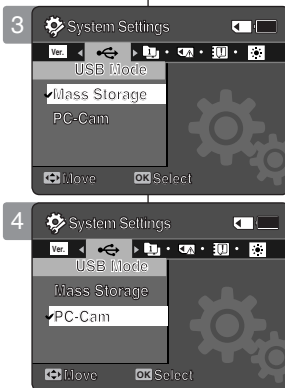 3
System Settings
Ver.
USB Mode
Mass Storage
PC-Cam
Move OK Select
4
System Settings
Ver.
USB Mode
Mass Storage
PC-Cam
Move OK Select